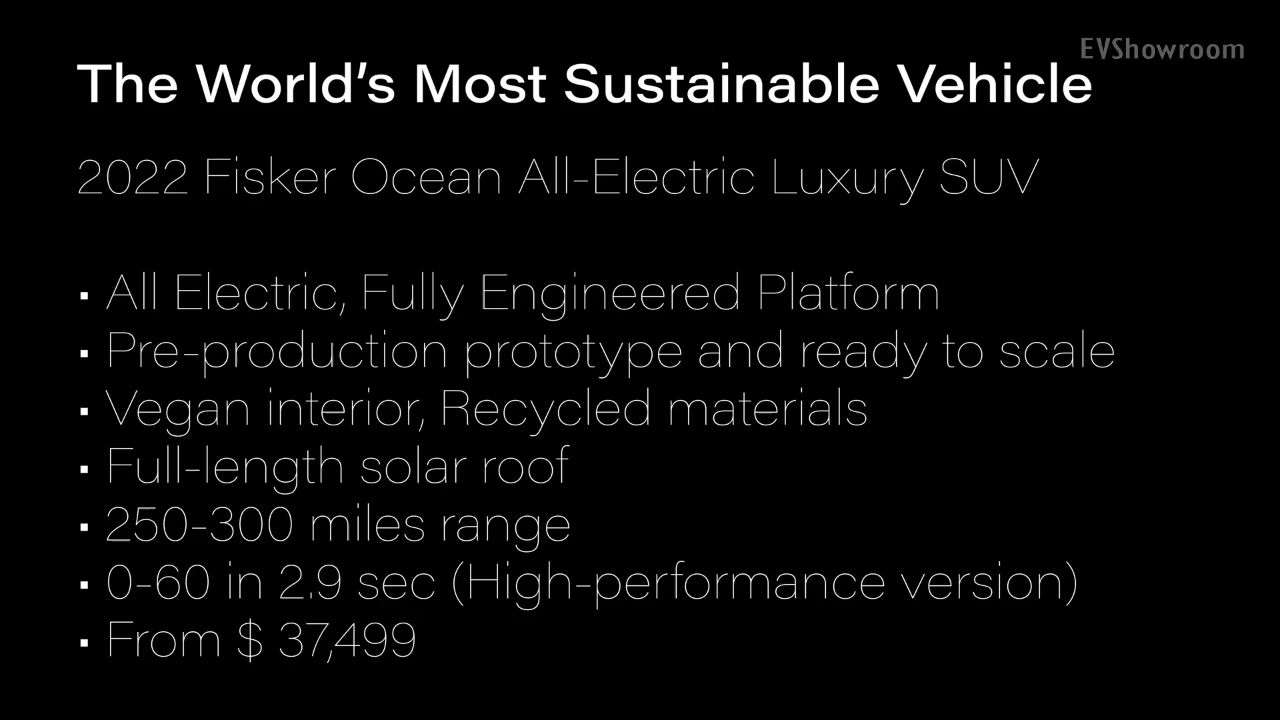 EVShowroom
The World's Most Sustainable Vehicle
2022 Fisker Ocean All-Electric Luxury SUV
▪ All Electric, Fully Engineered Platform
▪ Pre-production prototype and ready to scale
▪ Vegan interior, Recycled materials
▪ Full-length solar roof
▪ 250-300 miles range
▪ 0-60 in 2.9 sec (High-performance version)
▪ From $ 37,499